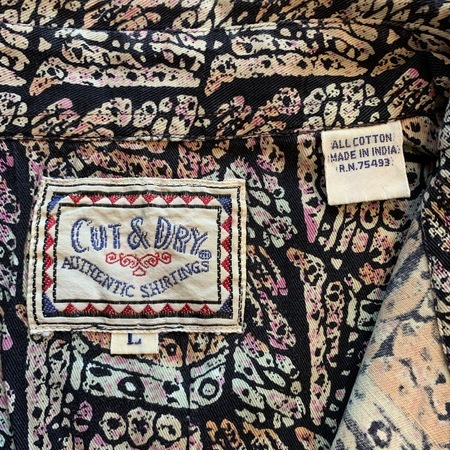 ALL COTTON
MADE IN INDIA
R.N. 75493
CUT & DRY
AUTHENTIC SHIRTINGS
L